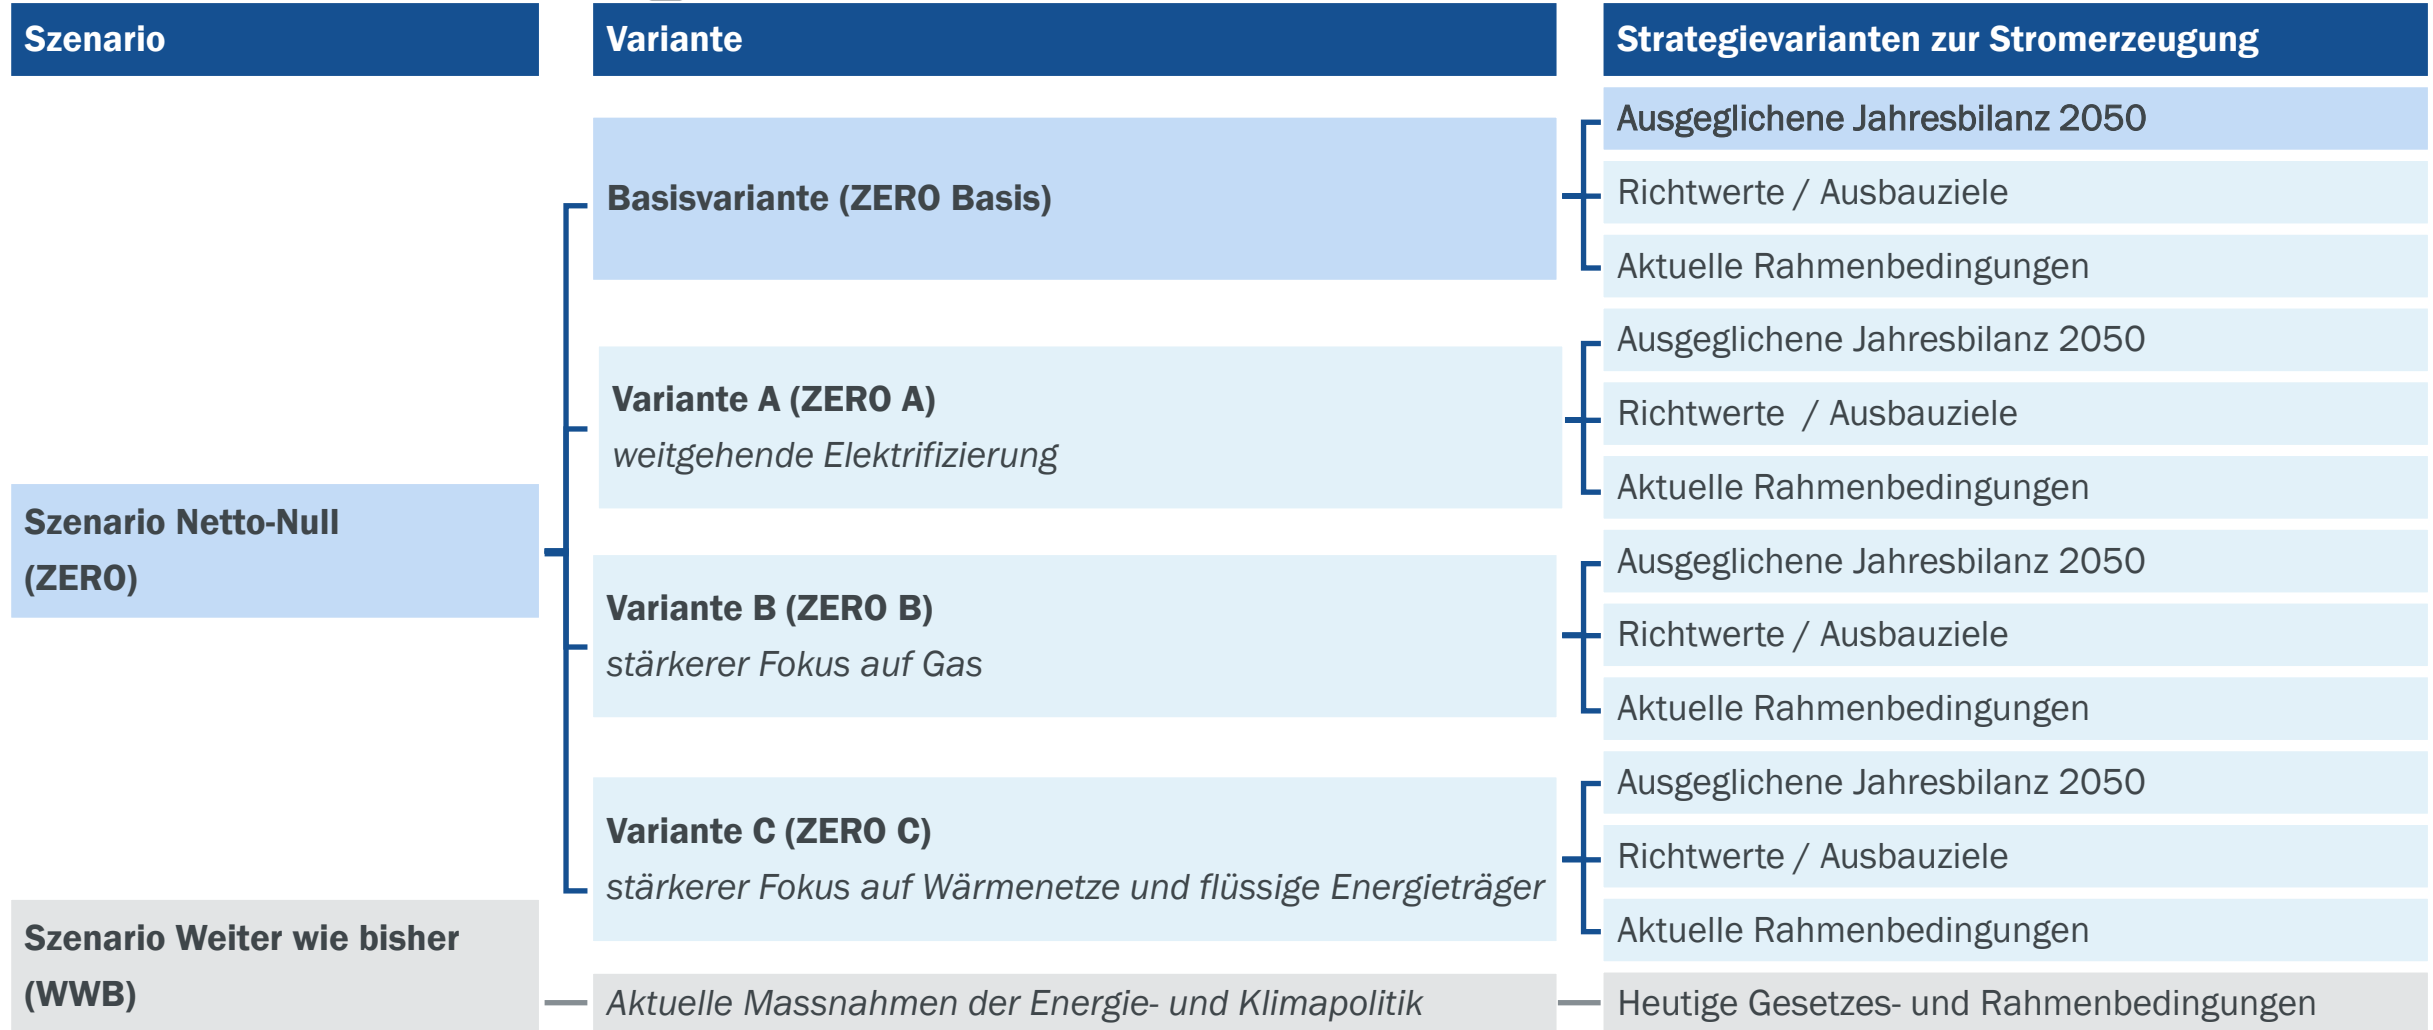 Szenario
Variante
Strategievarianten zur Stromerzeugung
Szenario Netto-Null
(ZERO)
Basisvariante (ZERO Basis)
Ausgeglichene Jahresbilanz 2050
Richtwerte / Ausbauziele
Aktuelle Rahmenbedingungen
Variante A (ZERO A)
weitgehende Elektrifizierung
Ausgeglichene Jahresbilanz 2050
Richtwerte / Ausbauziele
Aktuelle Rahmenbedingungen
Variante B (ZERO B)
stärkerer Fokus auf Gas
Ausgeglichene Jahresbilanz 2050
Richtwerte / Ausbauziele
Aktuelle Rahmenbedingungen
Variante C (ZERO C)
stärkerer Fokus auf Wärmenetze und flüssige Energieträger
Ausgeglichene Jahresbilanz 2050
Richtwerte / Ausbauziele
Aktuelle Rahmenbedingungen
Szenario Weiter wie bisher
(WWB)
Aktuelle Massnahmen der Energie- und Klimapolitik
Heutige Gesetzes- und Rahmenbedingungen